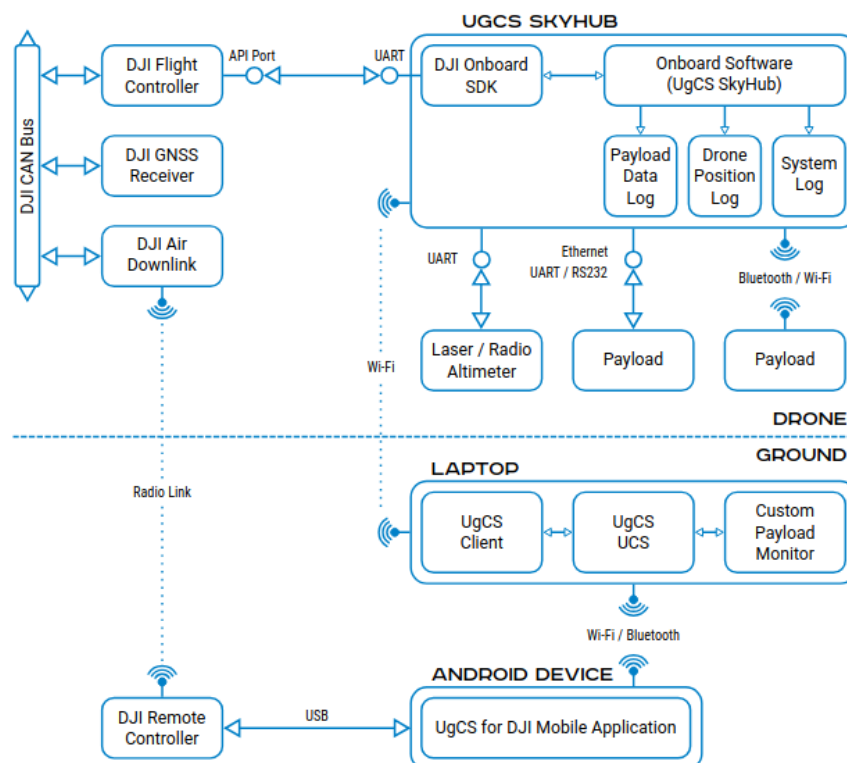 UGCS SKYHUB
DJI CAN Bus
DJI Flight
Controller
API Port
UART
DJI Onboard
SDK
Onboard Software
(UgCS SkyHub)
DJI GNSS
Receiver
Payload
Data
Log
Drone
Position
Log
System
Log
DJI Air
Downlink
UART
Ethernet
UART / RS232
Bluetooth / Wi-Fi
Wi-Fi
Laser / Radio
Altimeter
Payload
Payload
DRONE
GROUND
LAPTOP
Radio Link
UgCS
Client
UgCS
UCS
Custom
Payload
Monitor
Wi-Fi / Bluetooth
ANDROID DEVICE
DJI Remote
Controller
USB
UgCS for DJI Mobile Application